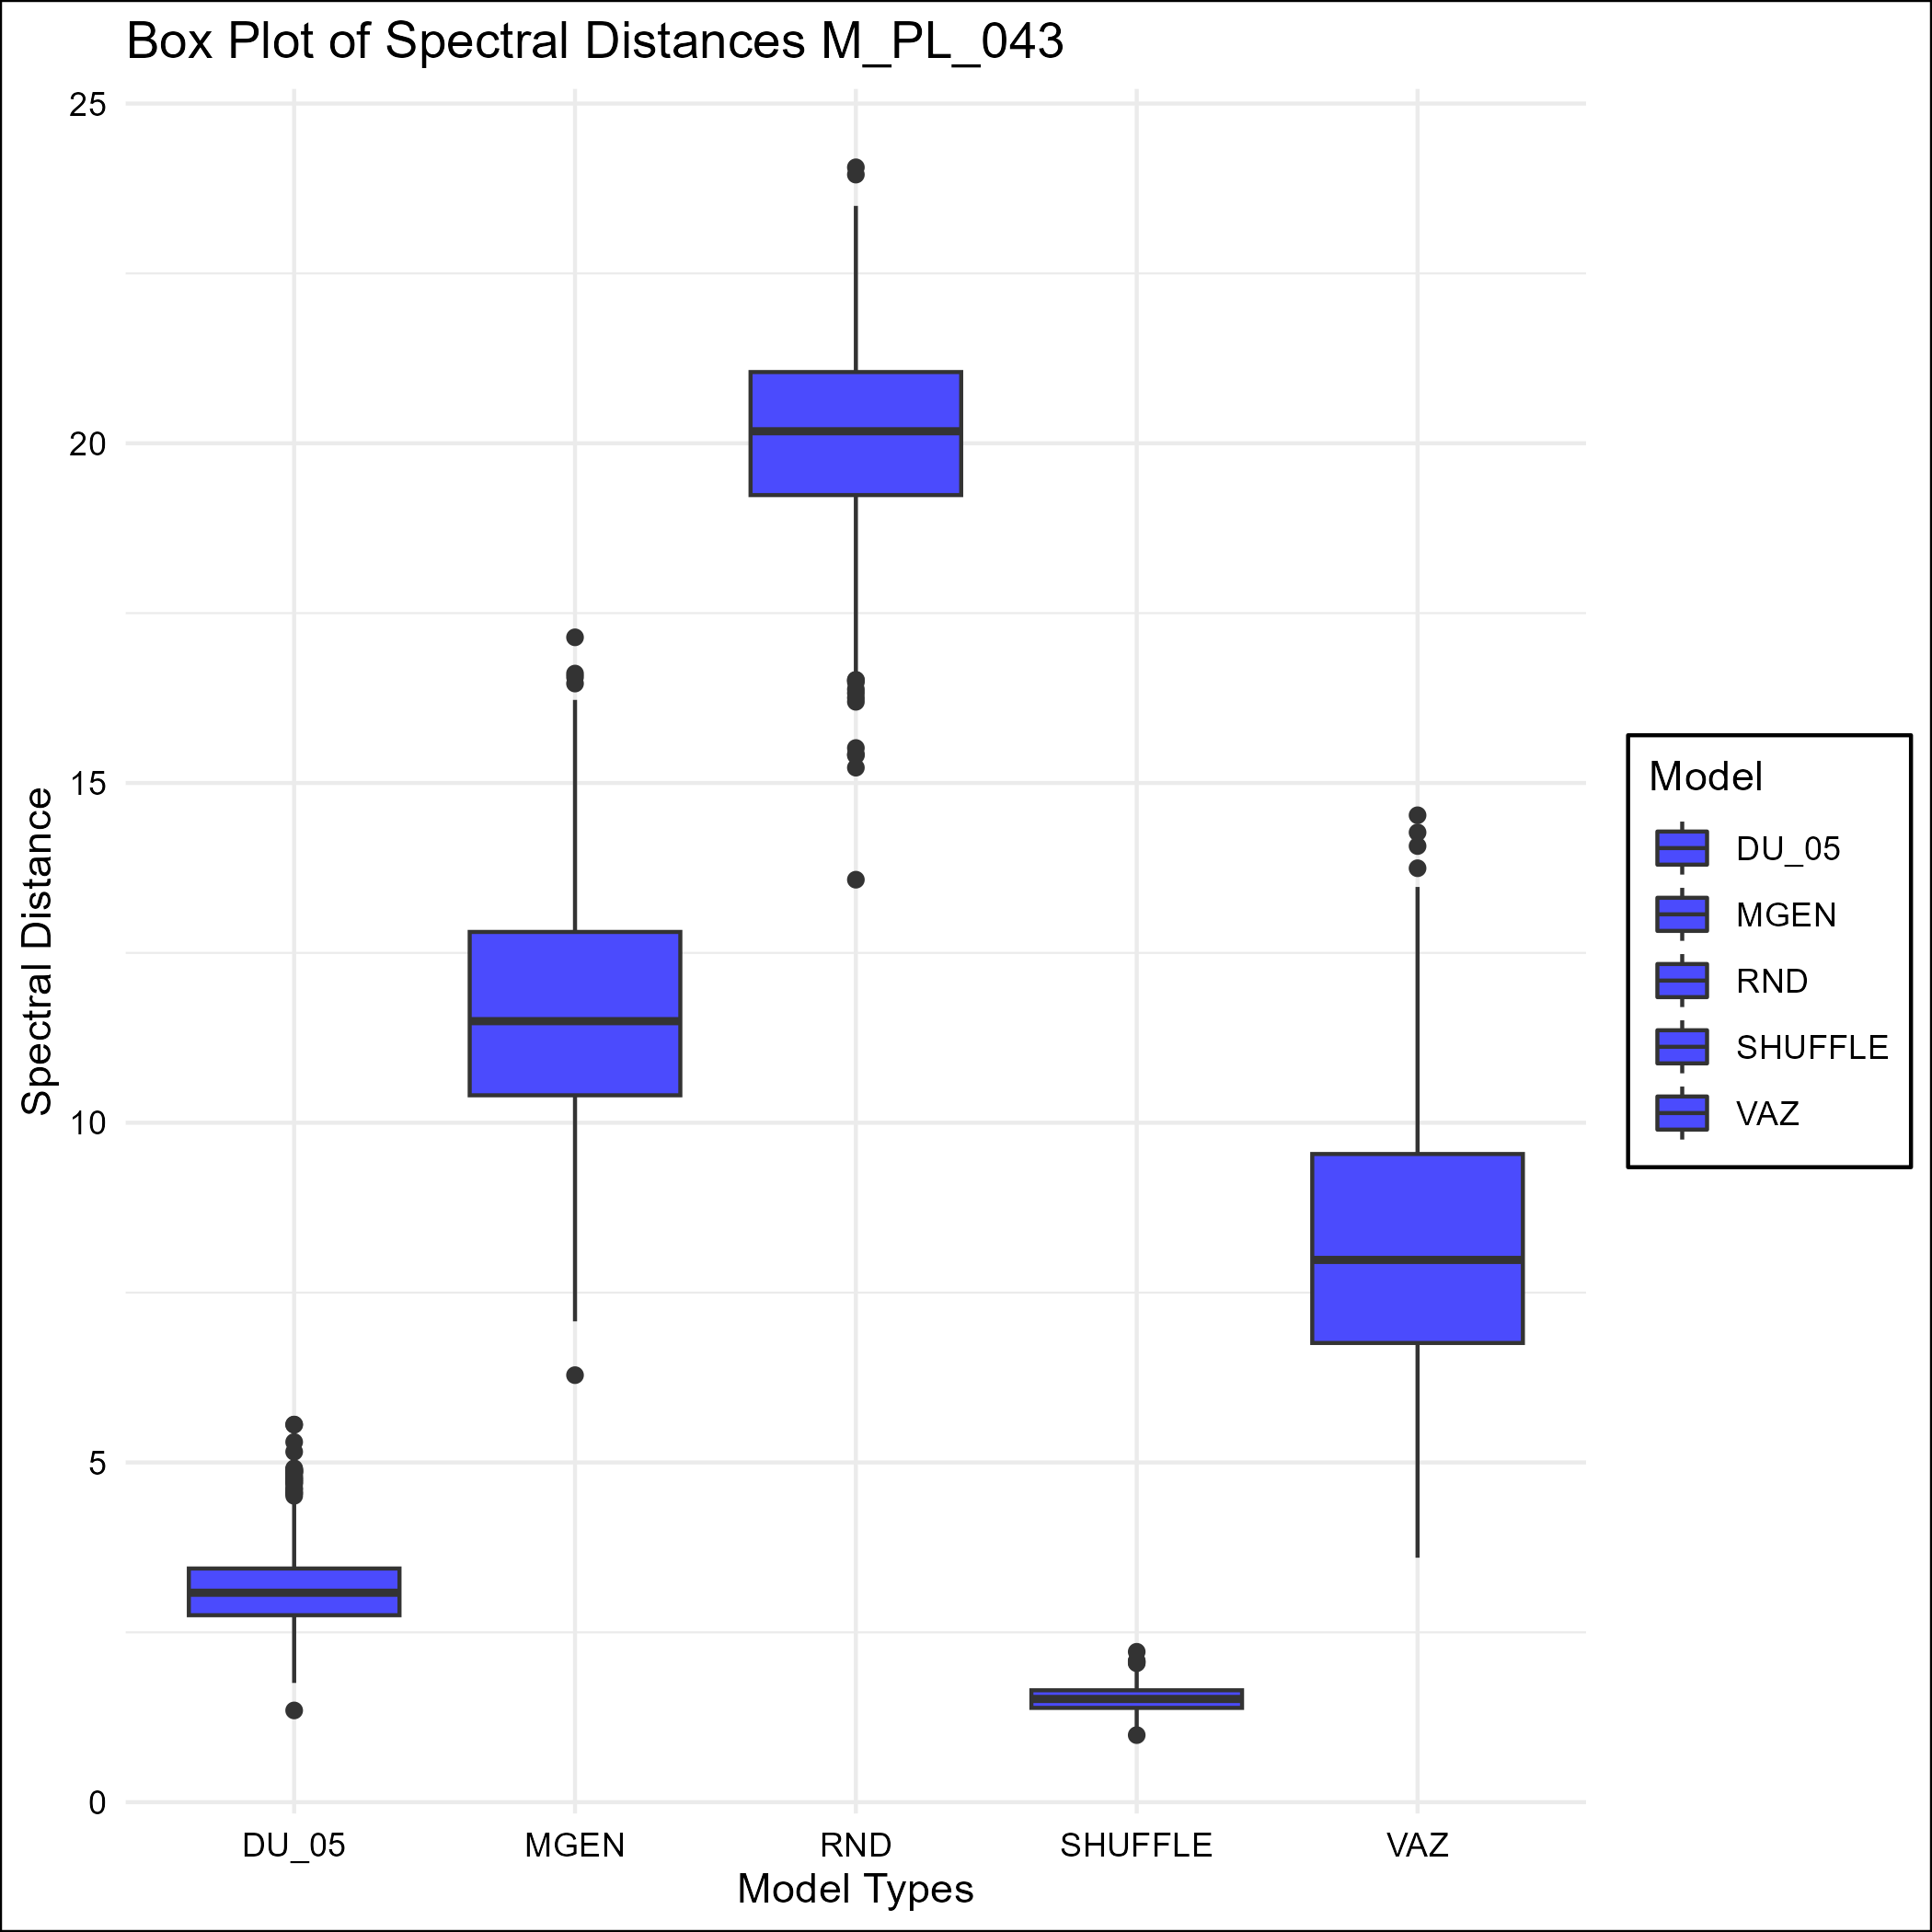 Box Plot of Spectral Distances M_PL_043
25
20
15
10
5
0
Spectral Distance
DU_05 MGEN RND SHUFFLE VAZ
Model Types
Model
DU_05
MGEN
RND
SHUFFLE
VAZ